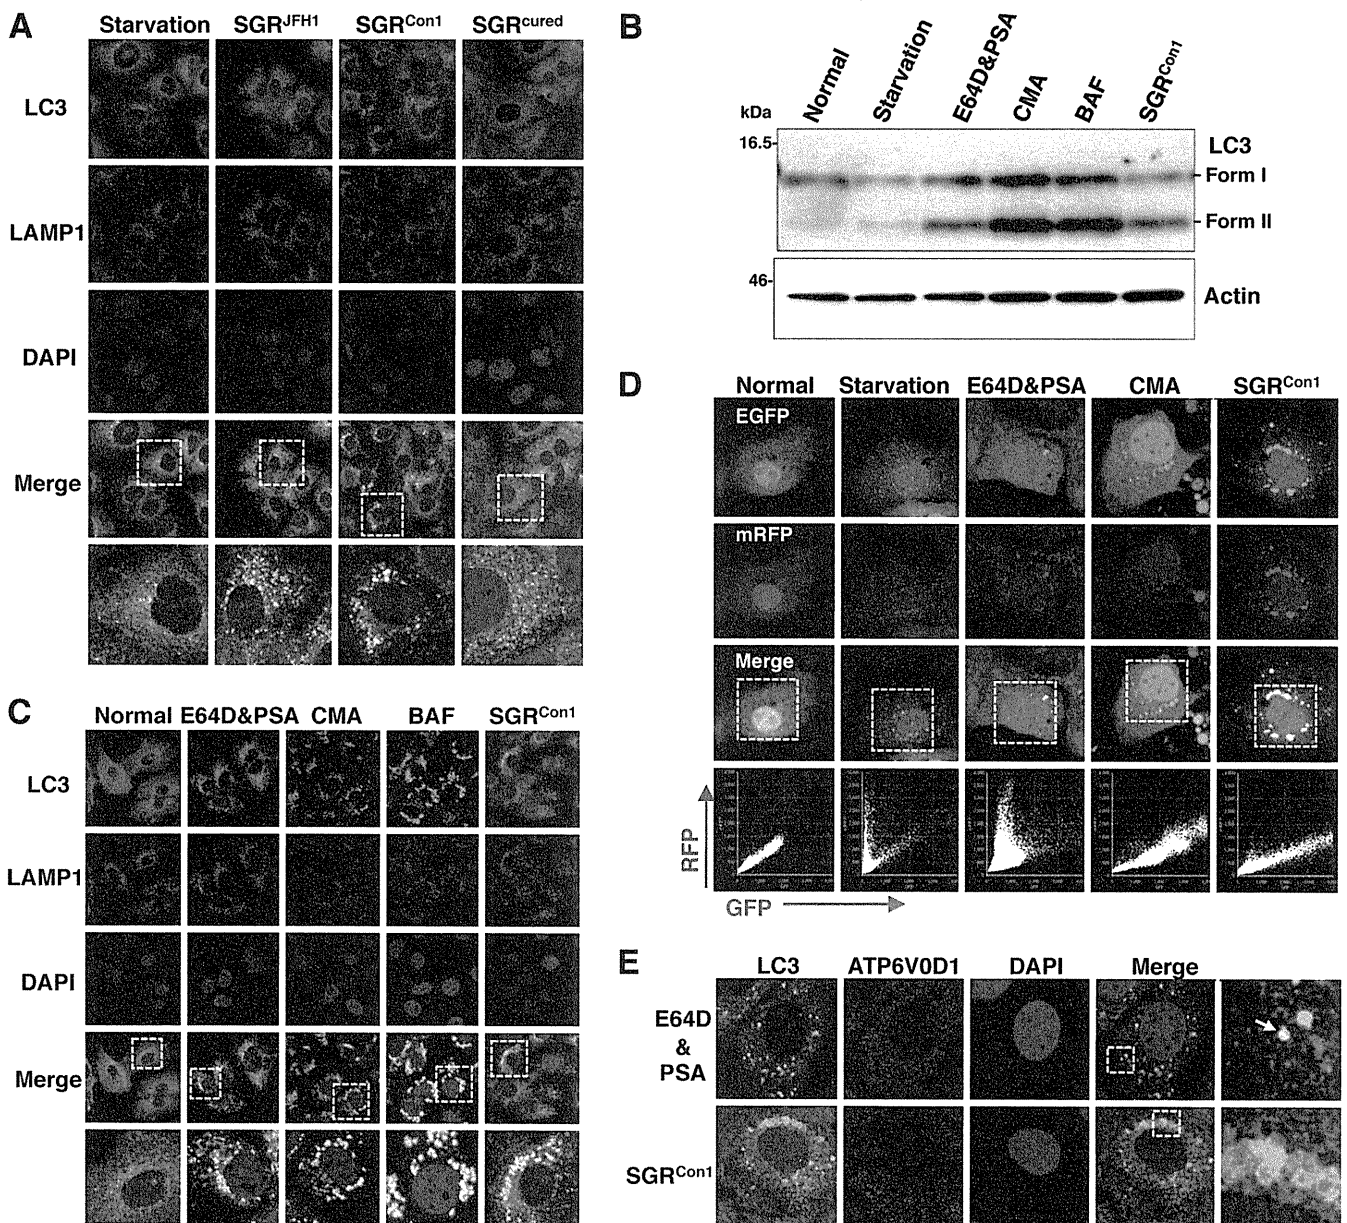 A
Starvation SGRJFH1 SGRCon1 SGRcured
LC3
LAMP1
DAPI
Merge
B
Normal Starvation E64D&PSA CMA BAF SGRCon1
kDa
16.5-
LC3
Form I
Form II
46-
Actin
C
Normal E64D&PSA CMA BAF SGRCon1
LC3
LAMP1
DAPI
Merge
D
Normal Starvation E64D&PSA CMA SGRCon1
EGFP
mRFP
Merge
RFP
GFP
E
LC3 ATP6V0D1 DAPI Merge
E64D
&
PSA
SGRCon1